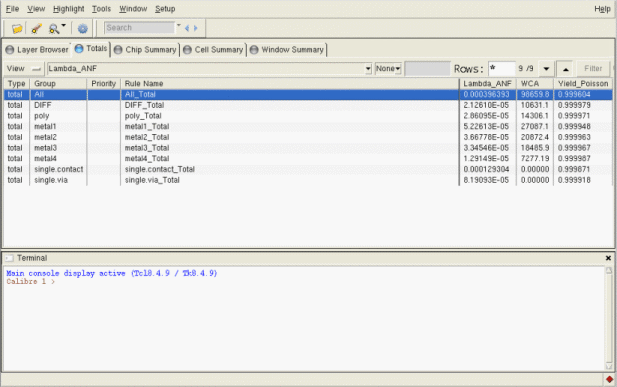 File View Highlight Tools Window Setup Help
Search
Layer Browser Totals Chip Summary Cell Summary Window Summary
View Lambda_ANF None Rows: * 9 /9 Filter
Type Group Priority Rule Name Lambda_ANF WCA Yield_Poisson
total All All_Total 0.000396393 98659.8 0.999604
total DIFF DIFF_Total 2.12610E-05 10631.1 0.999979
total poly poly_Total 2.86095E-05 14306.1 0.999971
total metal1 metal1_Total 5.22613E-05 27087.1 0.999948
total metal2 metal2_Total 3.66778E-05 20872.4 0.999963
total metal3 metal3_Total 3.34546E-05 18485.9 0.999967
total metal4 metal4_Total 1.29149E-05 7277.19 0.999987
total single.contact single.contact_Total 0.000129304 0.00000 0.999871
total single.via single.via_Total 8.19093E-05 0.00000 0.999918
Terminal
Main console display active (Tcl8.4.9 / Tk8.4.9)
Calibre 1 >